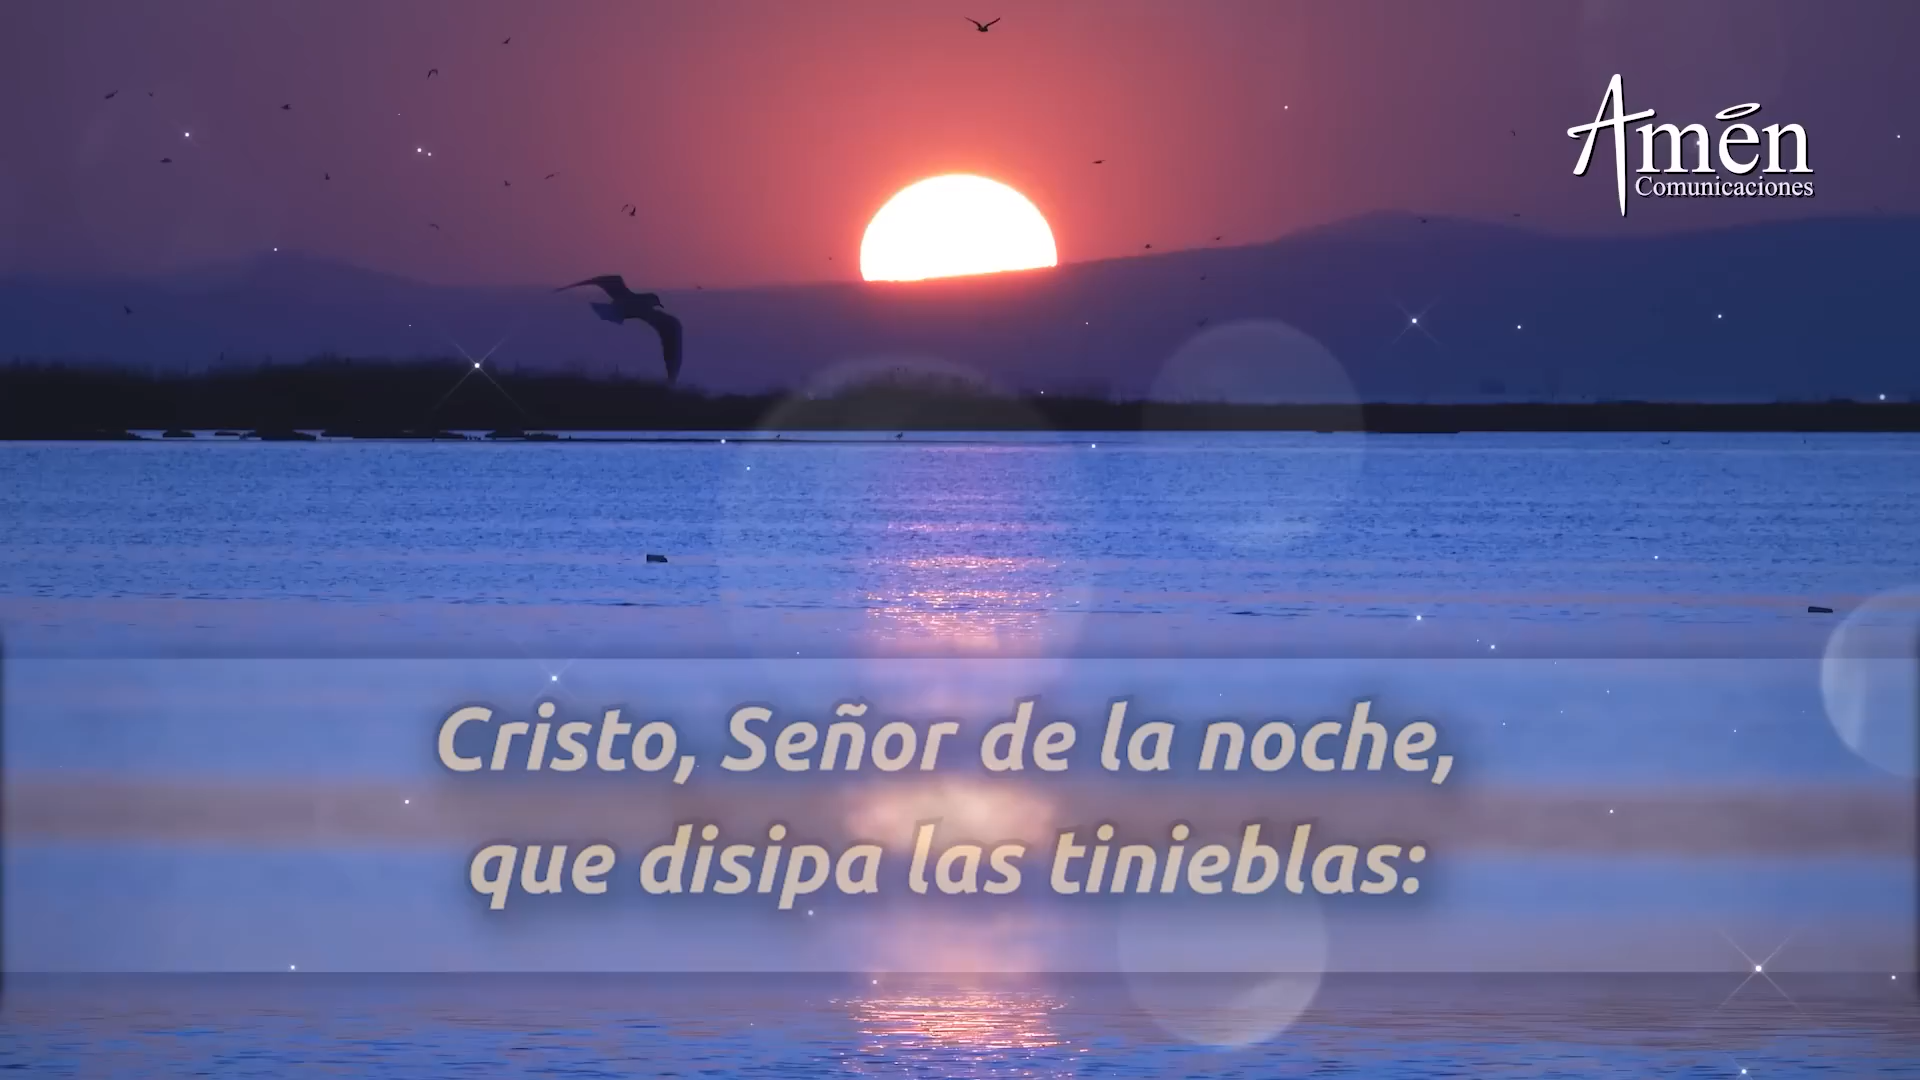 Amén
Comunicaciones
Cristo, Señor de la noche,
que disipa las tinieblas: